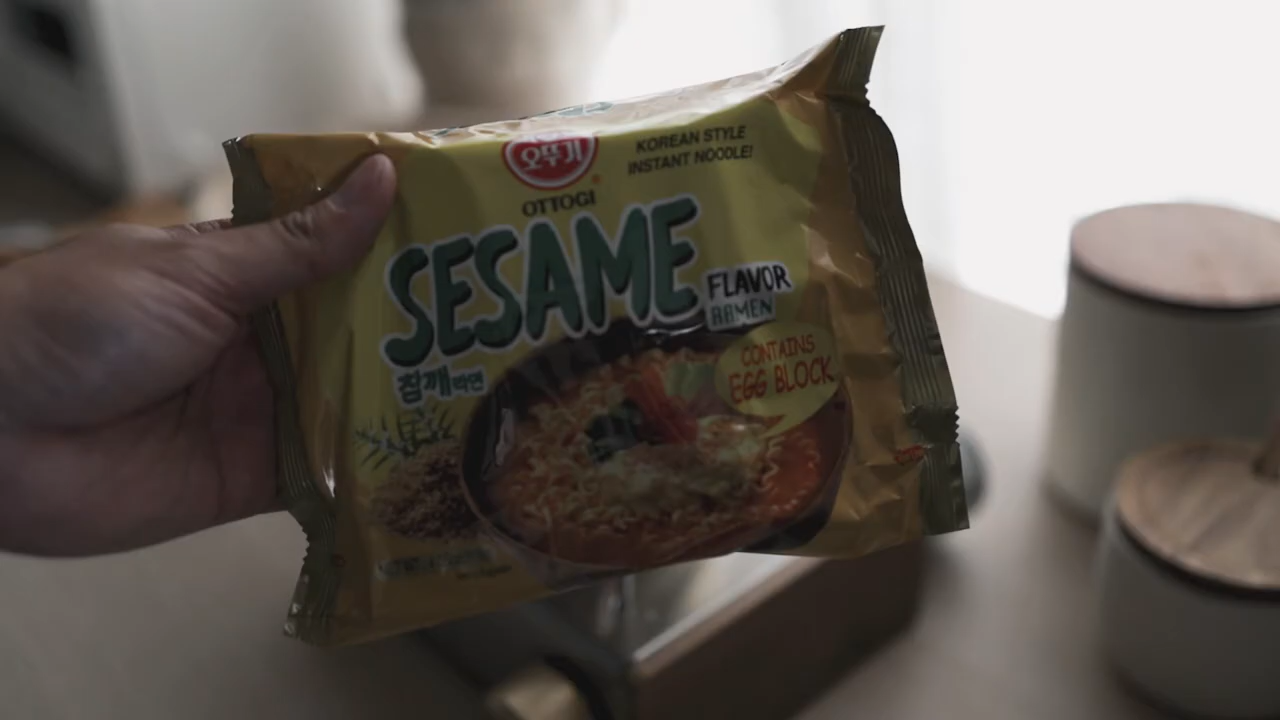 오뚜기
OTTOGI
KOREAN STYLE
INSTANT NOODLE!
SESAME
FLAVOR
RAMEN
참깨라면
CONTAINS
EGG BLOCK